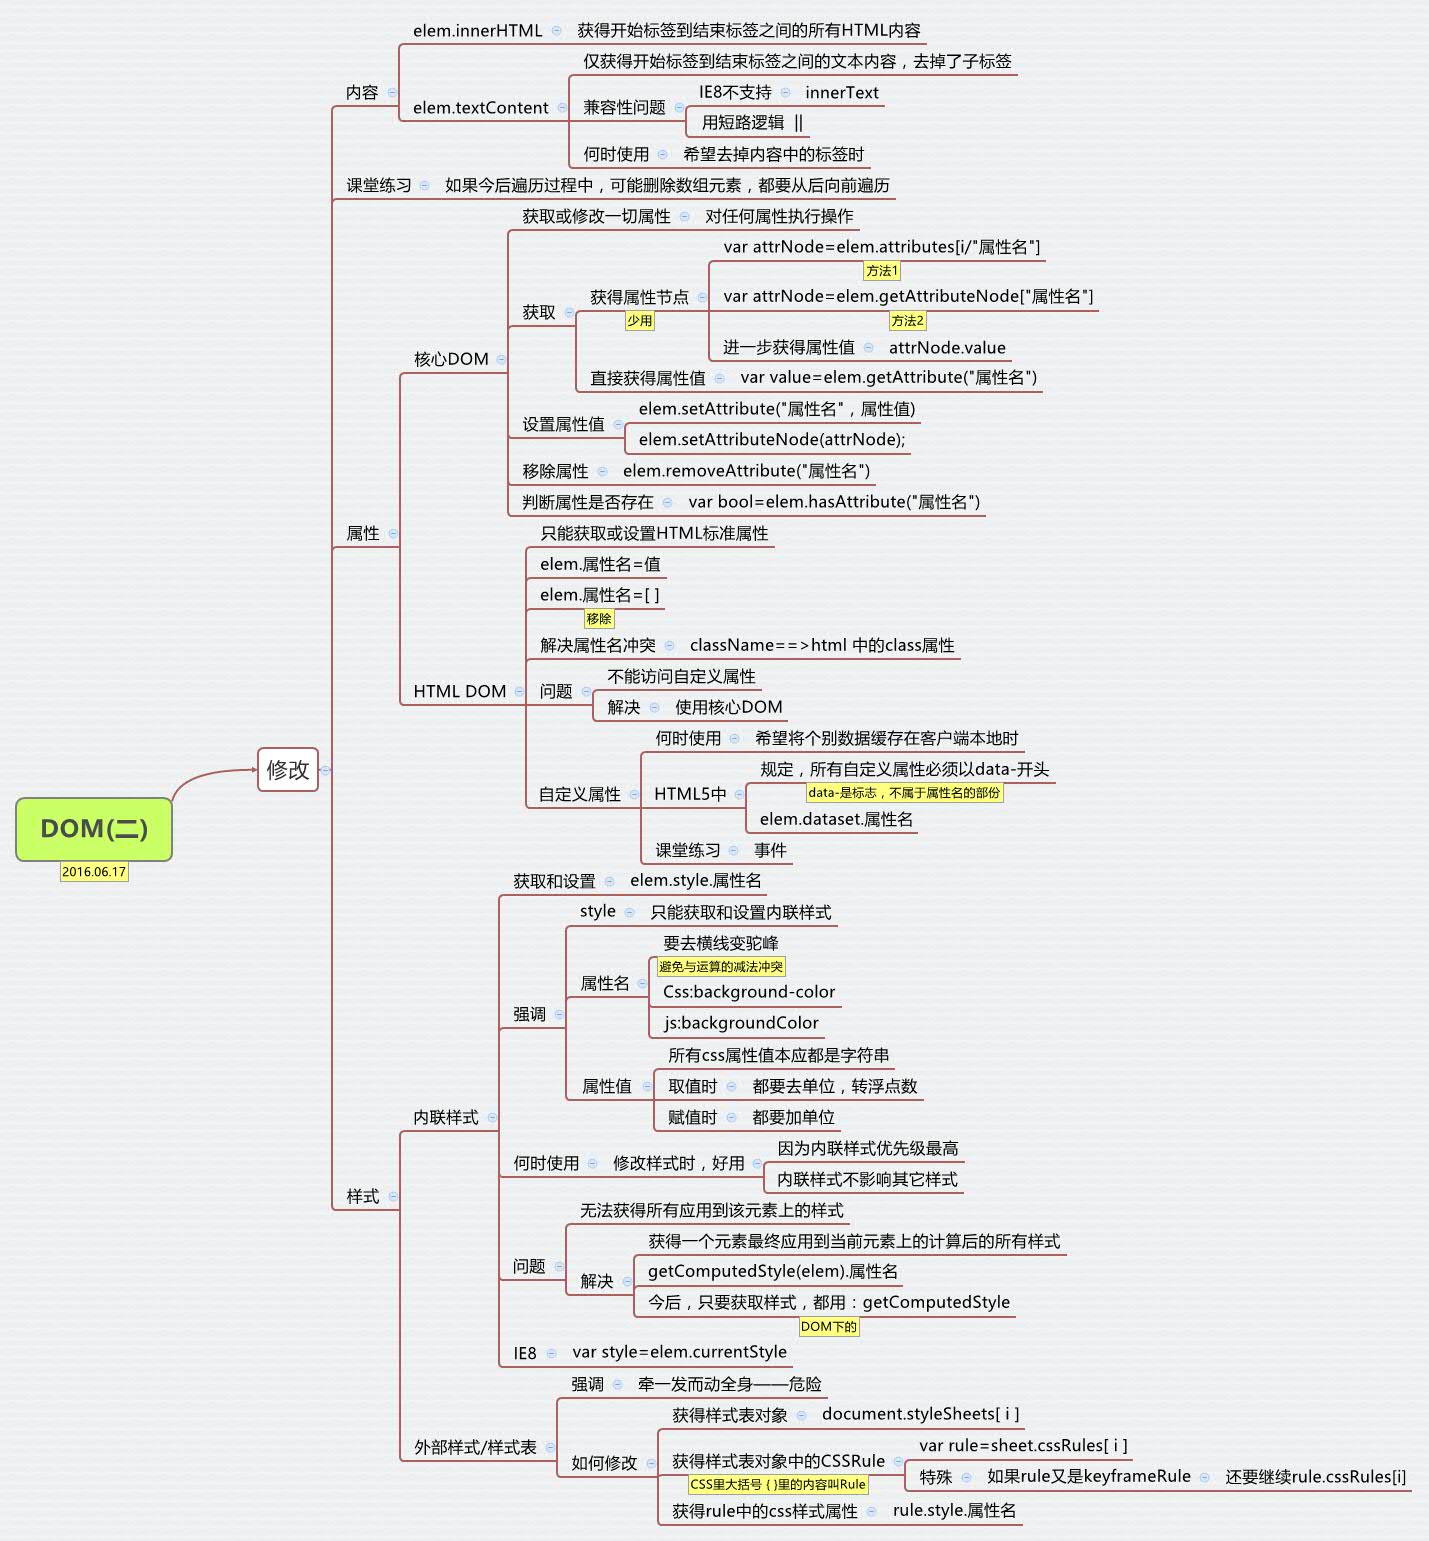 DOM(二)
2016.06.17
修改
内容
elem.innerHTML
获得开始标签到结束标签之间的所有HTML内容
elem.textContent
仅获得开始标签到结束标签之间的文本内容，去掉了子标签
兼容性问题
IE8不支持
innerText
用短路逻辑 ||
何时使用
希望去掉内容中的标签时
课堂练习
如果今后遍历过程中，可能删除数组元素，都要从后向前遍历
属性
核心DOM
获取或修改一切属性
对任何属性执行操作
获取
获得属性节点
少用
var attrNode=elem.attributes[i/"属性名"]
方法1
var attrNode=elem.getAttributeNode["属性名"]
方法2
进一步获得属性值
attrNode.value
直接获得属性值
var value=elem.getAttribute("属性名")
设置属性值
elem.setAttribute("属性名"，属性值)
elem.setAttributeNode(attrNode);
移除属性
elem.removeAttribute("属性名")
判断属性是否存在
var bool=elem.hasAttribute("属性名")
HTML DOM
只能获取或设置HTML标准属性
elem.属性名=值
elem.属性名=[ ]
移除
解决属性名冲突
className==>html 中的class属性
问题
不能访问自定义属性
解决
使用核心DOM
自定义属性
何时使用
希望将个别数据缓存在客户端本地时
HTML5中
规定，所有自定义属性必须以data-开头
data-是标志，不属于属性名的部份
elem.dataset.属性名
课堂练习
事件
样式
内联样式
获取和设置
elem.style.属性名
强调
style
只能获取和设置内联样式
属性名
要去横线变驼峰
避免与运算的减法冲突
Css:background-color
js:backgroundColor
属性值
所有css属性值本应都是字符串
取值时
都要去单位，转浮点数
赋值时
都要加单位
何时使用
修改样式时，好用
因为内联样式优先级最高
内联样式不影响其它样式
问题
无法获得所有应用到该元素上的样式
解决
获得一个元素最终应用到当前元素上的计算后的所有样式
getComputedStyle(elem).属性名
今后，只要获取样式，都用：getComputedStyle
DOM下的
IE8
var style=elem.currentStyle
外部样式/样式表
强调
牵一发而动全身——危险
如何修改
获得样式表对象
document.styleSheets[ i ]
获得样式表对象中的CSSRule
CSS里大括号 { }里的内容叫Rule
var rule=sheet.cssRules[ i ]
特殊
如果rule又是keyframeRule
还要继续rule.cssRules[i]
获得rule中的css样式属性
rule.style.属性名